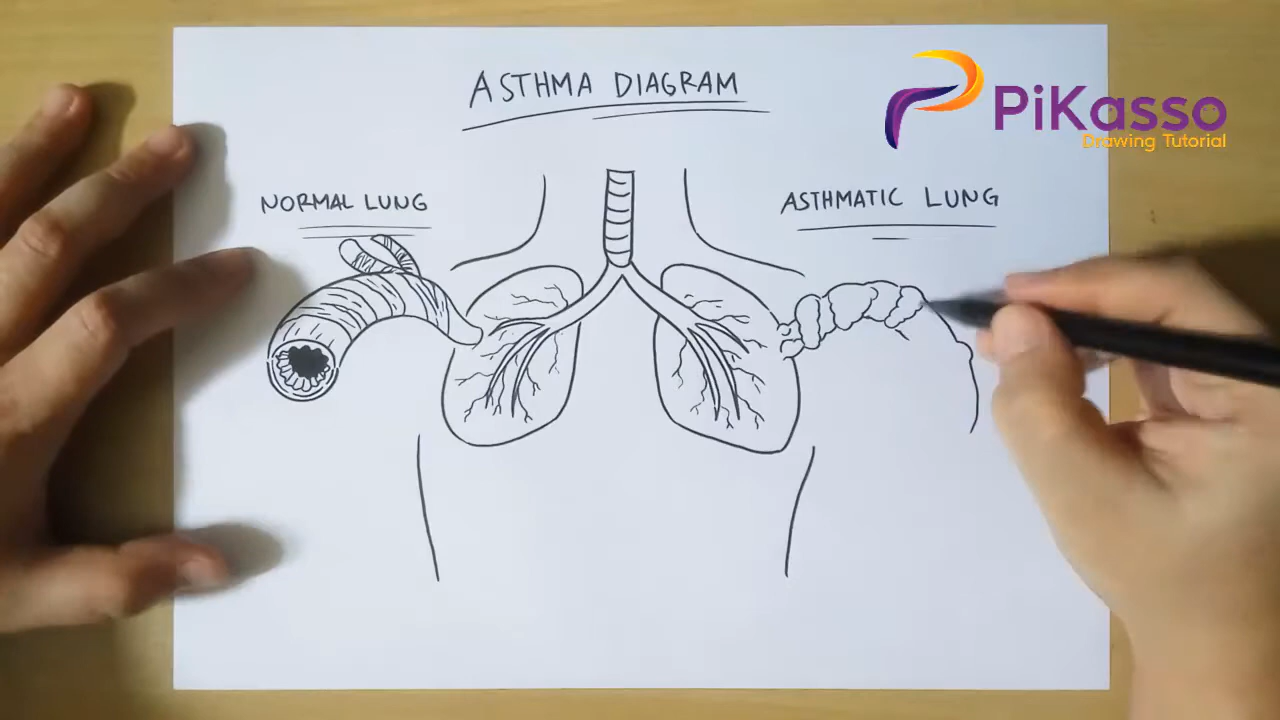 ASTHMA DIAGRAM
PiKasso
Drawing Tutorial
NORMAL LUNG
ASTHMATIC LUNG